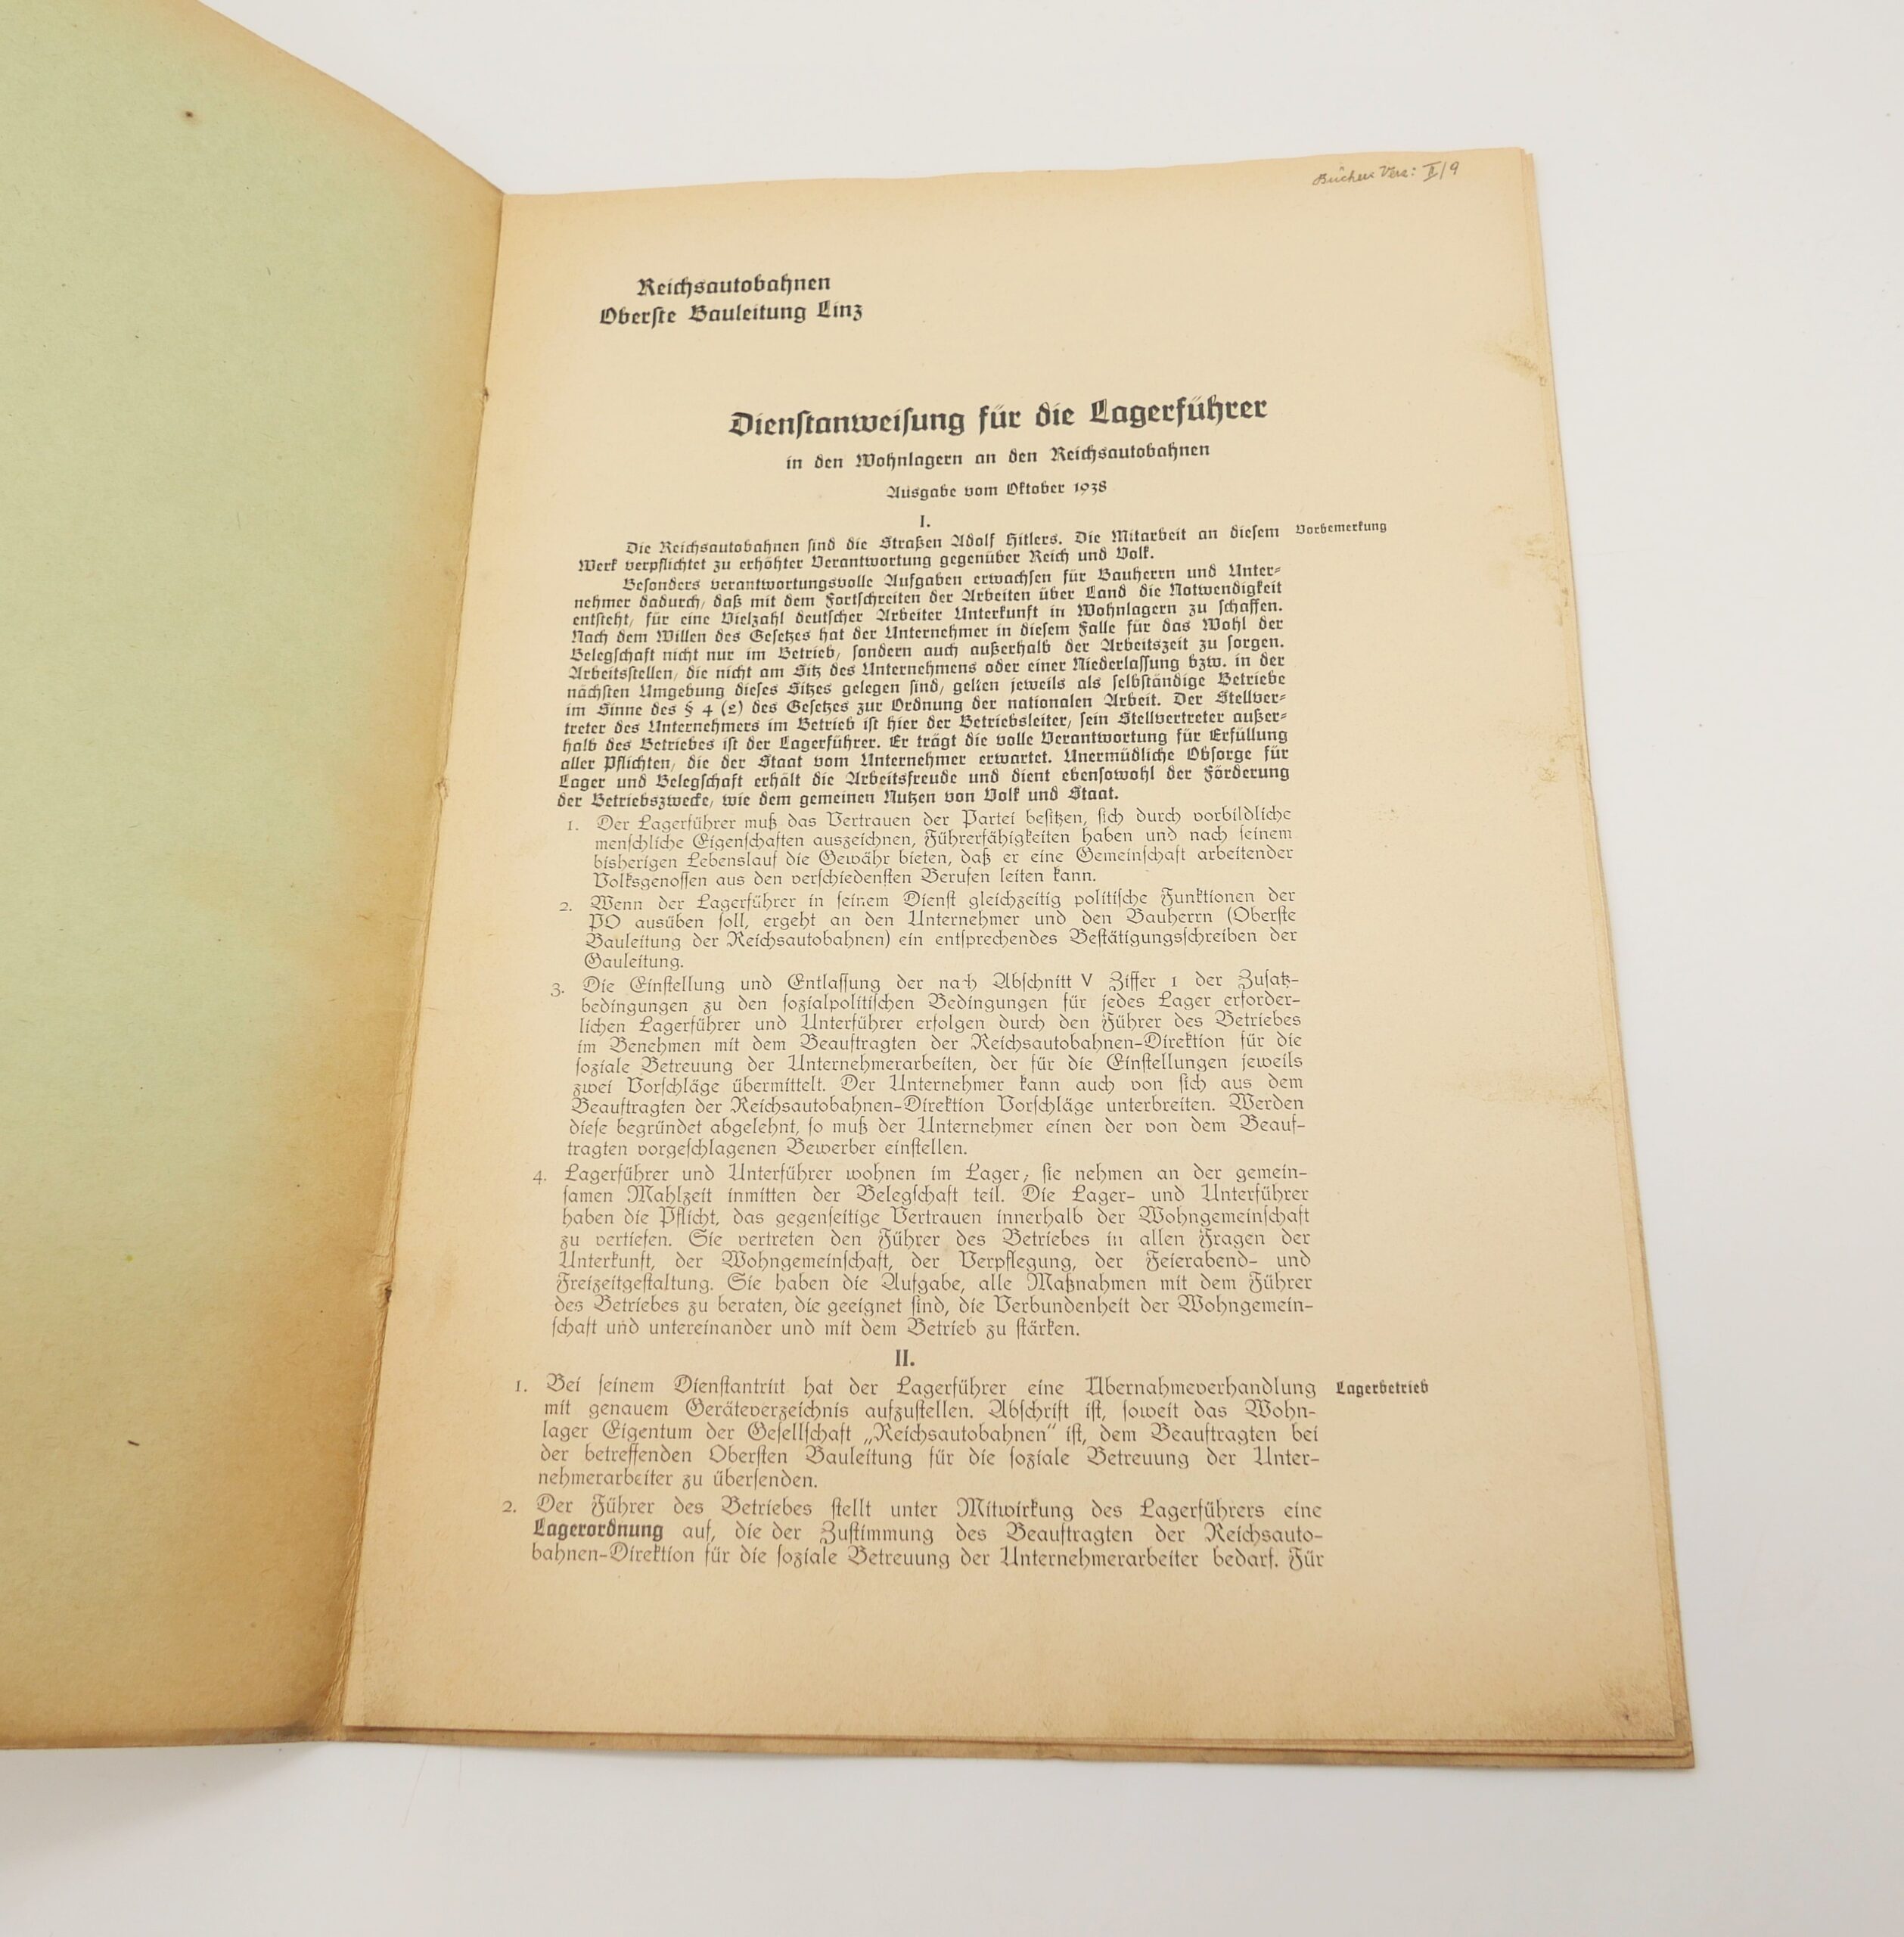 Bücher Verz: II/9
Reichsautobahnen
Oberste Bauleitung Linz
Dienstanweisung für die Lagerführer
in den Wohnlagern an den Reichsautobahnen
Ausgabe vom Oktober 1938
I.
Die Reichsautobahnen sind die Straßen Adolf Hitlers. Die Mitarbeit an diesem Vorbemerkung
Werk verpflichtet zu erhöhter Verantwortung gegenüber Reich und Volk.
Besonders verantwortungsvolle Aufgaben erwachsen für Bauherrn und Unter-
nehmer dadurch, daß mit dem Fortschreiten der Arbeiten über Land die Notwendigkeit
entsteht, für eine Vielzahl deutscher Arbeiter Unterkunft in Wohnlagern zu schaffen.
Nach dem Willen des Gesetzes hat der Unternehmer in diesem Falle für das Wohl der
Belegschaft nicht nur im Betrieb, sondern auch außerhalb der Arbeitszeit zu sorgen.
Arbeitsstellen, die nicht am Sitz des Unternehmens oder einer Niederlassung bzw. in der
nächsten Umgebung dieses Sitzes gelegen sind, gelten jeweils als selbständige Betriebe
im Sinne des § 4 (2) des Gesetzes zur Ordnung der nationalen Arbeit. Der Stellver-
treter des Unternehmers im Betrieb ist hier der Betriebsleiter, sein Stellvertreter außer-
halb des Betriebes ist der Lagerführer. Er trägt die volle Verantwortung für Erfüllung
aller Pflichten, die der Staat vom Unternehmer erwartet. Unermüdliche Obsorge für
Lager und Belegschaft erhält die Arbeitsfreude und dient ebensowohl der Förderung
der Betriebszwecke, wie dem gemeinen Nutzen von Volk und Staat.
1. Der Lagerführer muß das Vertrauen der Partei besitzen, sich durch vorbildliche
menschliche Eigenschaften auszeichnen, Führerfähigkeiten haben und nach seinem
bisherigen Lebenslauf die Gewähr bieten, daß er eine Gemeinschaft arbeitender
Volksgenossen aus den verschiedensten Berufen leiten kann.
2. Wenn der Lagerführer in seinem Dienst gleichzeitig politische Funktionen der
PO ausüben soll, ergeht an den Unternehmer und den Bauherrn (Oberste
Bauleitung der Reichsautobahnen) ein entsprechendes Bestätigungsschreiben der
Gauleitung.
3. Die Einstellung und Entlassung der nach Abschnitt V Ziffer 1 der Zusatz-
bedingungen zu den sozialpolitischen Bedingungen für jedes Lager erforder-
lichen Lagerführer und Unterführer erfolgen durch den Führer des Betriebes
im Benehmen mit dem Beauftragten der Reichsautobahnen-Direktion für die
soziale Betreuung der Unternehmerarbeiten, der für die Einstellungen jeweils
zwei Vorschläge übermittelt. Der Unternehmer kann auch von sich aus dem
Beauftragten der Reichsautobahnen-Direktion Vorschläge unterbreiten. Werden
diese begründet abgelehnt, so muß der Unternehmer einen der von dem Beauf-
tragten vorgeschlagenen Bewerber einstellen.
4. Lagerführer und Unterführer wohnen im Lager; sie nehmen an der gemein-
samen Mahlzeit inmitten der Belegschaft teil. Die Lager- und Unterführer
haben die Pflicht, das gegenseitige Vertrauen innerhalb der Wohngemeinschaft
zu vertiefen. Sie vertreten den Führer des Betriebes in allen Fragen der
Unterkunft, der Wohngemeinschaft, der Verpflegung, der Feierabend- und
Freizeitgestaltung. Sie haben die Aufgabe, alle Maßnahmen mit dem Führer
des Betriebes zu beraten, die geeignet sind, die Verbundenheit der Wohngemein-
schaft und untereinander und mit dem Betrieb zu stärken.
II.
1. Bei seinem Dienstantritt hat der Lagerführer eine Übernahmeverhandlung Lagerbetrieb
mit genauem Geräteverzeichnis aufzustellen. Abschrift ist, soweit das Wohn-
lager Eigentum der Gesellschaft „Reichsautobahnen“ ist, dem Beauftragten bei
der betreffenden Obersten Bauleitung für die soziale Betreuung der Unter-
nehmerarbeiter zu übersenden.
2. Der Führer des Betriebes stellt unter Mitwirkung des Lagerführers eine
Lagerordnung auf, die der Zustimmung des Beauftragten der Reichsauto-
bahnen-Direktion für die soziale Betreuung der Unternehmerarbeiter bedarf. Für